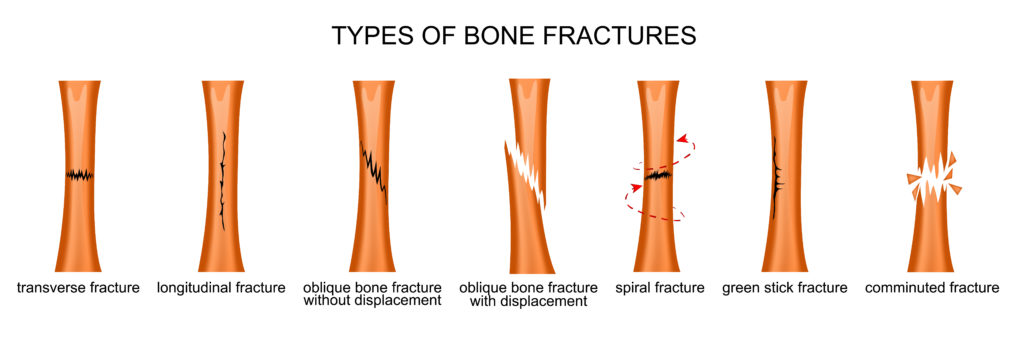 TYPES OF BONE FRACTURES
transverse fracture
longitudinal fracture
oblique bone fracture
without displacement
oblique bone fracture
with displacement
spiral fracture
green stick fracture
comminuted fracture